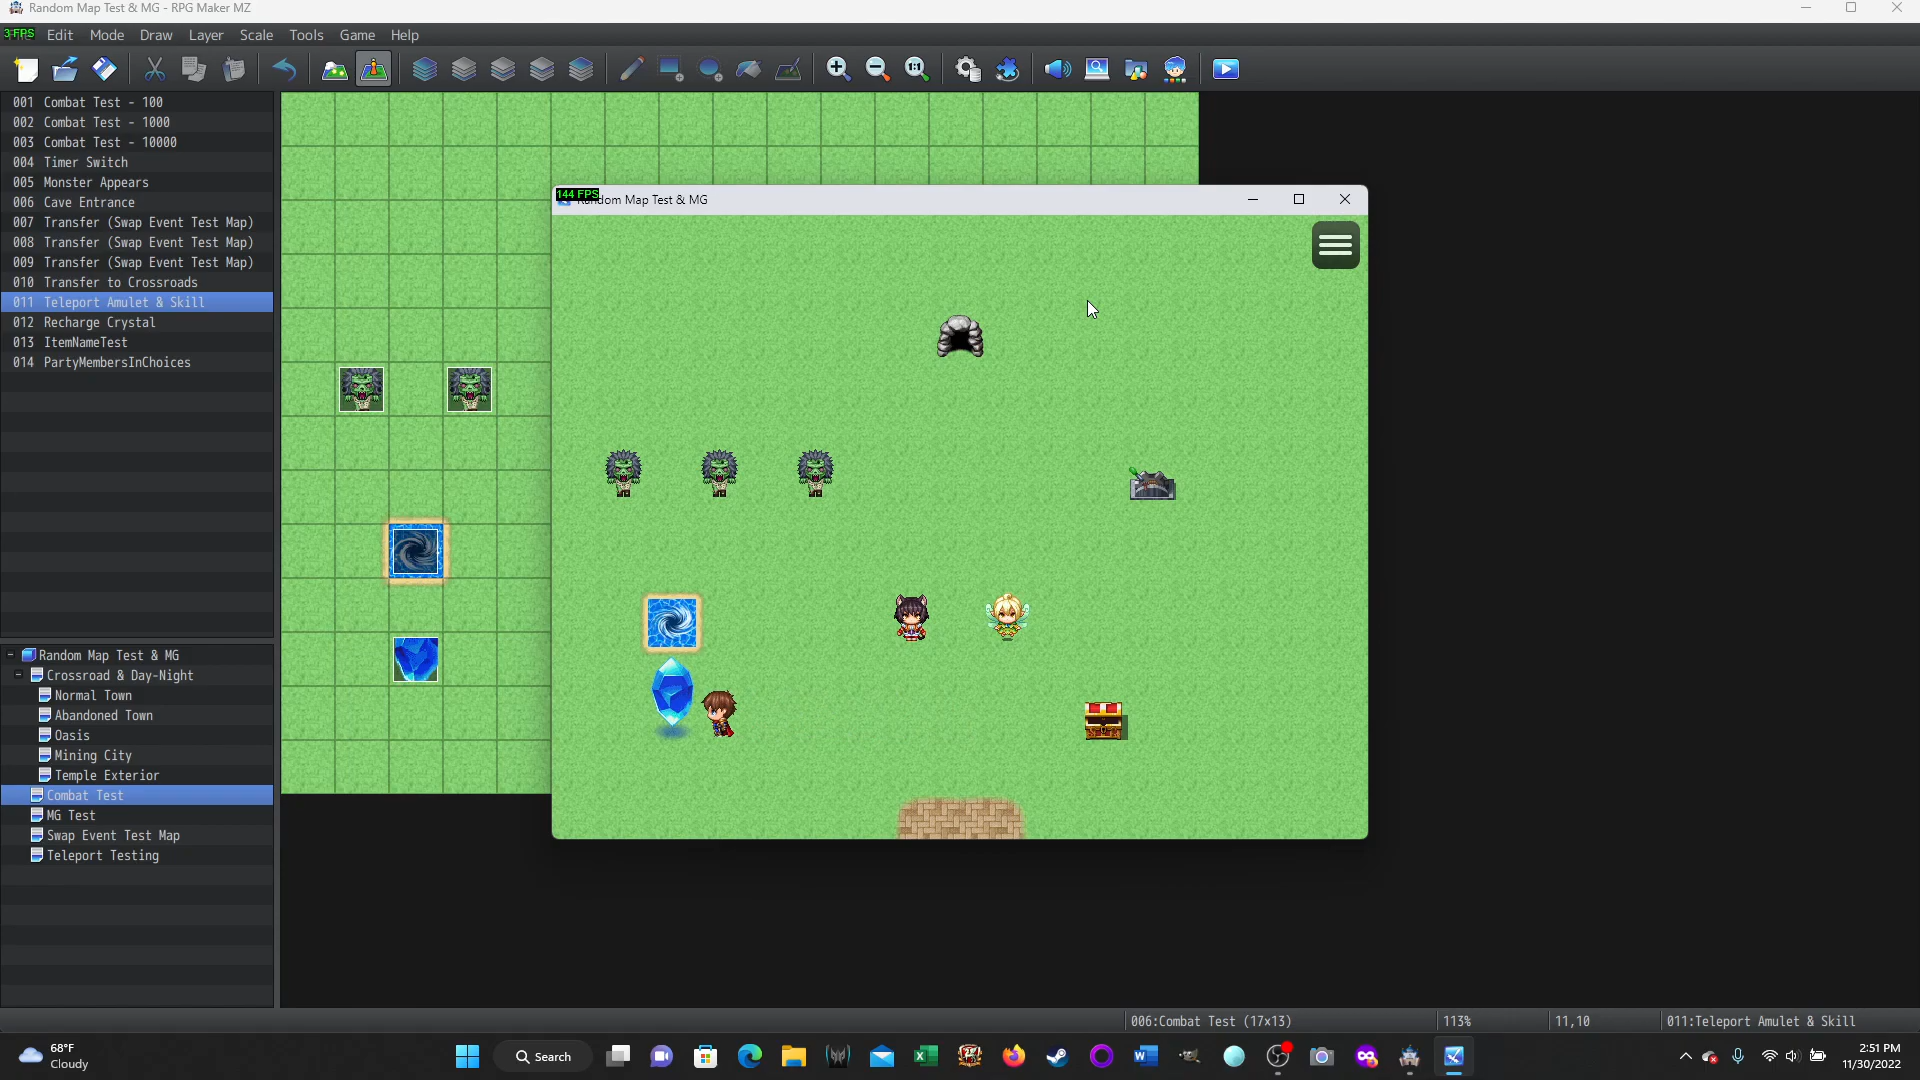 Random Map Test & MG - RPG Maker MZ
3 FPS
Edit Mode Draw Layer Scale Tools Game Help
1:1
001 Combat Test - 100
002 Combat Test - 1000
003 Combat Test - 10000
004 Timer Switch
005 Monster Appears
006 Cave Entrance
007 Transfer (Swap Event Test Map)
008 Transfer (Swap Event Test Map)
009 Transfer (Swap Event Test Map)
010 Transfer to Crossroads
011 Teleport Amulet & Skill
012 Recharge Crystal
013 ItemNameTest
014 PartyMembersInChoices
144 FPS
Random Map Test & MG
Random Map Test & MG
Crossroad & Day-Night
Normal Town
Abandoned Town
Oasis
Mining City
Temple Exterior
Combat Test
MG Test
Swap Event Test Map
Teleport Testing
006:Combat Test (17x13) 113% 11,10 011:Teleport Amulet & Skill
68°F
Cloudy
Search
2:51 PM
11/30/2022